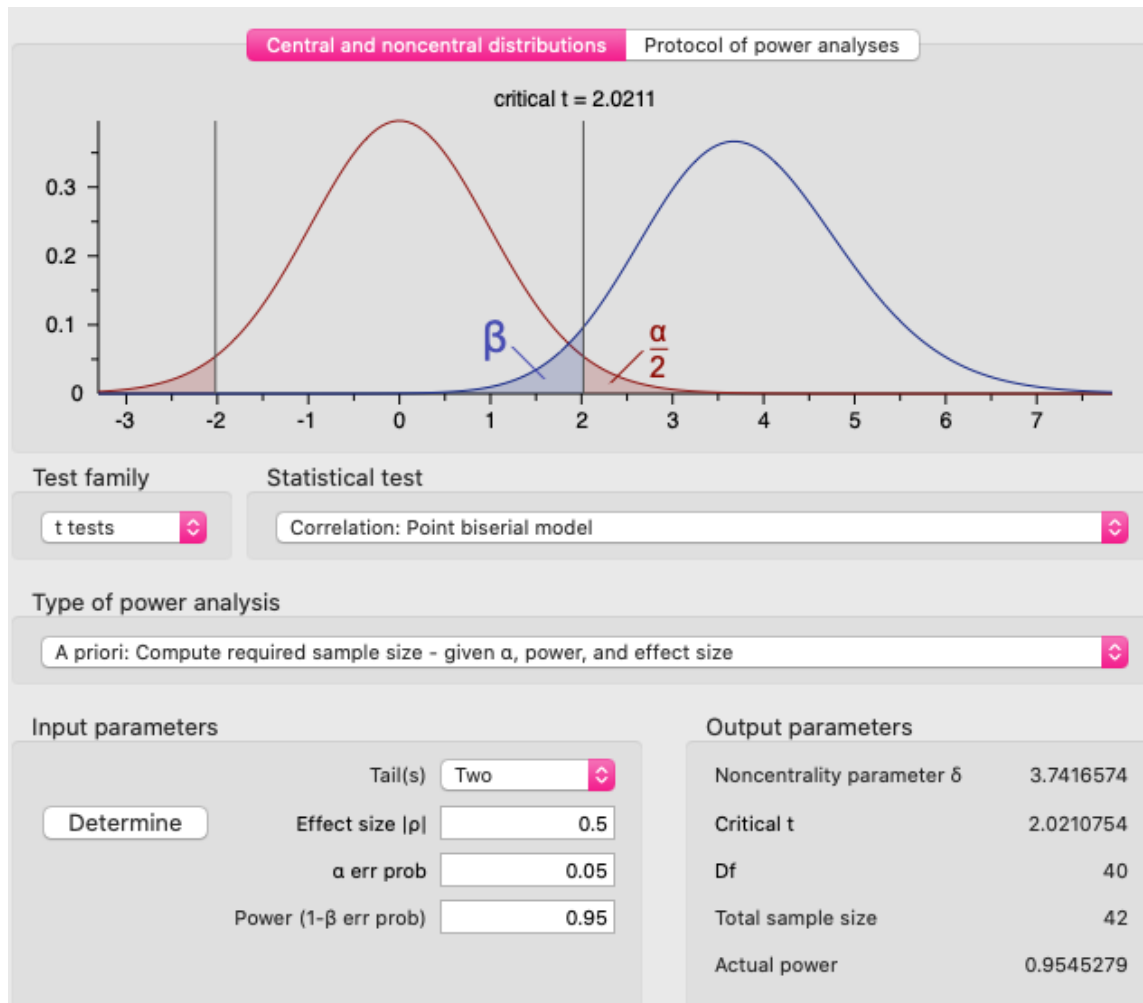 Central and noncentral distributions Protocol of power analyses
critical t = 2.0211
0.3
0.2
0.1
0
β
α
2
-3 -2 -1 0 1 2 3 4 5 6 7
Test family Statistical test
t tests Correlation: Point biserial model
Type of power analysis
A priori: Compute required sample size - given α, power, and effect size
Input parameters Output parameters
Tail(s) Two Noncentrality parameter δ 3.7416574
Determine Effect size |ρ| 0.5 Critical t 2.0210754
α err prob 0.05 Df 40
Power (1-β err prob) 0.95 Total sample size 42
Actual power 0.9545279